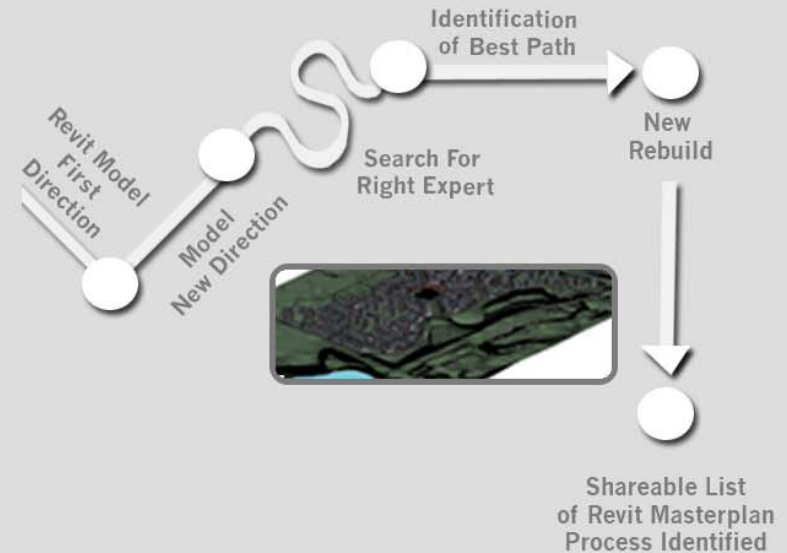 Identification
of Best Path
Revit Model
First
Direction
Model
New Direction
Search For
Right Expert
New
Rebuild
Shareable List
of Revit Masterplan
Process Identified